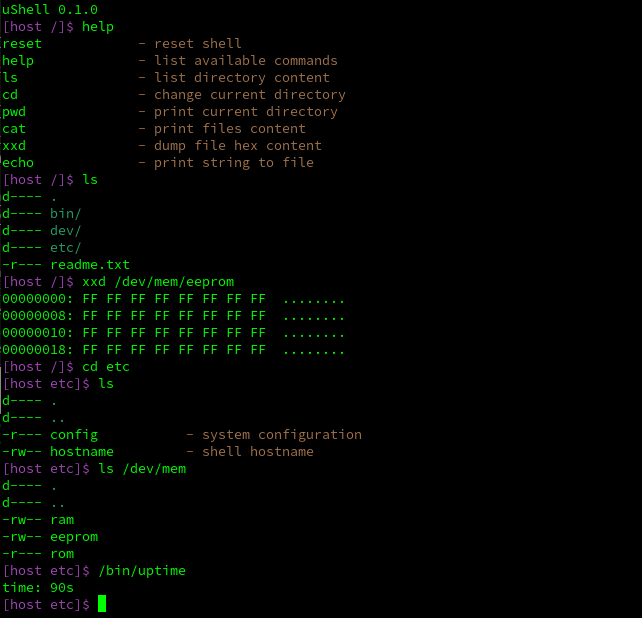 uShell 0.1.0
[host /]$ help
reset            - reset shell
help             - list available commands
ls               - list directory content
cd               - change current directory
pwd              - print current directory
cat              - print files content
xxd              - dump file hex content
echo             - print string to file
[host /]$ ls
d---- .
d---- bin/
d---- dev/
d---- etc/
-r--- readme.txt
[host /]$ xxd /dev/mem/eeprom
00000000: FF FF FF FF FF FF FF FF  ........
00000008: FF FF FF FF FF FF FF FF  ........
00000010: FF FF FF FF FF FF FF FF  ........
00000018: FF FF FF FF FF FF FF FF  ........
[host /]$ cd etc
[host etc]$ ls
d---- .
d---- ..
-r--- config           - system configuration
-rw-- hostname         - shell hostname
[host etc]$ ls /dev/mem
d---- .
d---- ..
-rw-- ram
-rw-- eeprom
-r--- rom
[host etc]$ /bin/uptime
time: 90s
[host etc]$